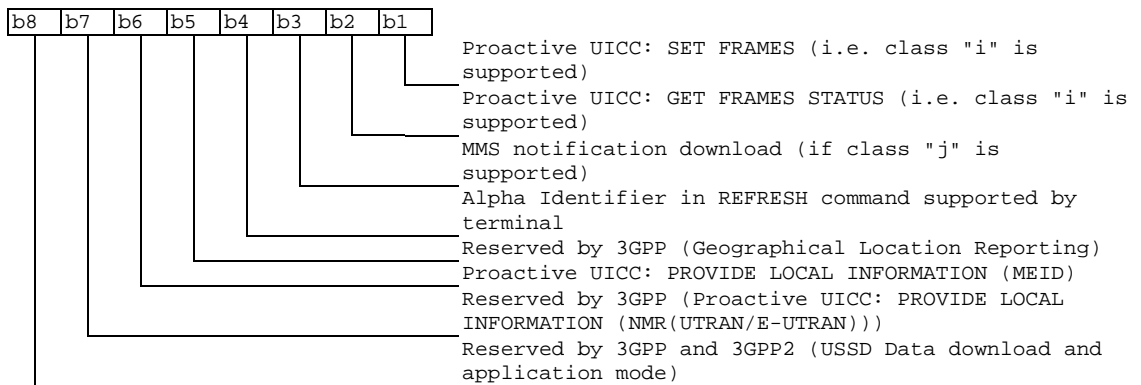 b8 b7 b6 b5 b4 b3 b2 b1
Proactive UICC: SET FRAMES (i.e. class "i" is
supported)
Proactive UICC: GET FRAMES STATUS (i.e. class "i" is
supported)
MMS notification download (if class "j" is
supported)
Alpha Identifier in REFRESH command supported by
terminal
Reserved by 3GPP (Geographical Location Reporting)
Proactive UICC: PROVIDE LOCAL INFORMATION (MEID)
Reserved by 3GPP (Proactive UICC: PROVIDE LOCAL
INFORMATION (NMR(UTRAN/E-UTRAN)))
Reserved by 3GPP and 3GPP2 (USSD Data download and
application mode)